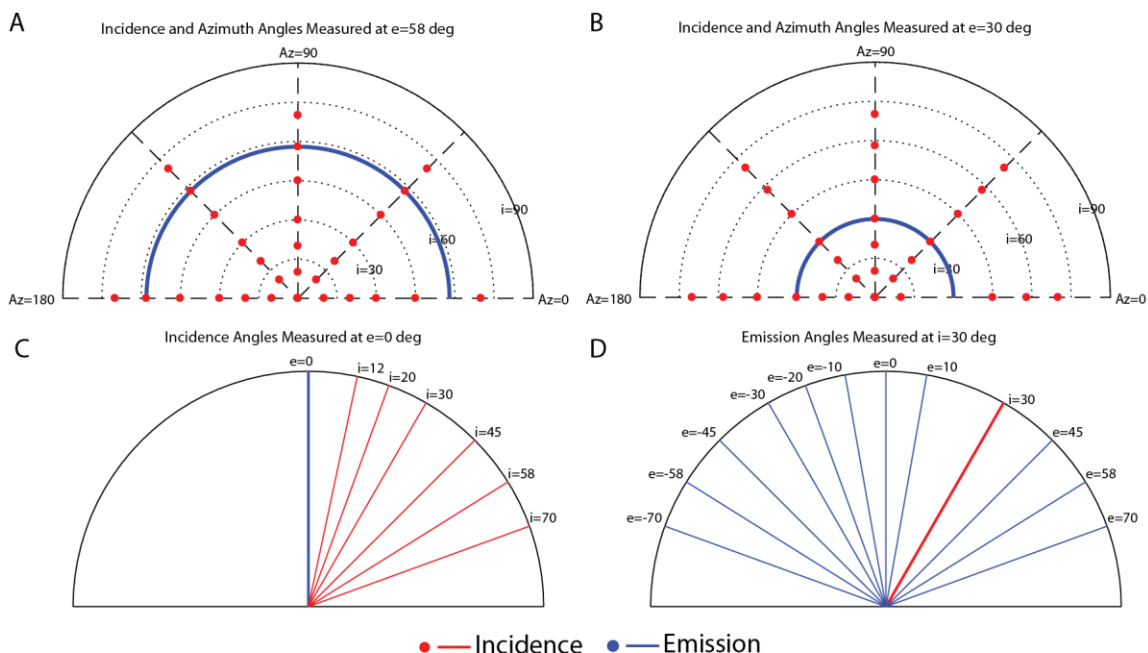 A
Incidence and Azimuth Angles Measured at e=58 deg
Az=90
i=90
i=60
i=30
Az=180
Az=0
B
Incidence and Azimuth Angles Measured at e=30 deg
Az=90
i=90
i=60
i=30
Az=180
Az=0
C
Incidence Angles Measured at e=0 deg
e=0
i=12
i=20
i=30
i=45
i=58
i=70
D
Emission Angles Measured at i=30 deg
e=0
e=-10
e=10
e=-20
e=-30
i=30
e=-45
e=45
e=-58
e=58
e=-70
e=70
Incidence
Emission